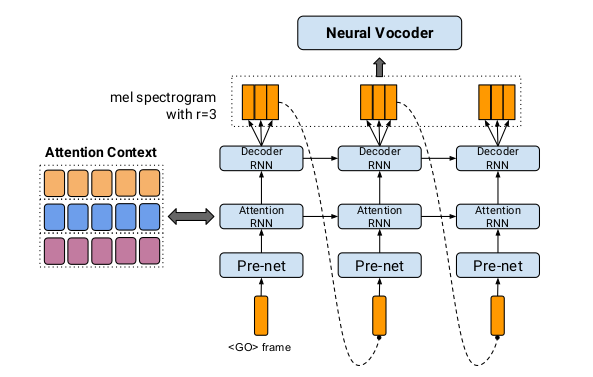 Neural Vocoder
mel spectrogram
with r=3
Attention Context
Decoder
RNN
Decoder
RNN
Decoder
RNN
Attention
RNN
Attention
RNN
Attention
RNN
Pre-net
Pre-net
Pre-net
<GO> frame